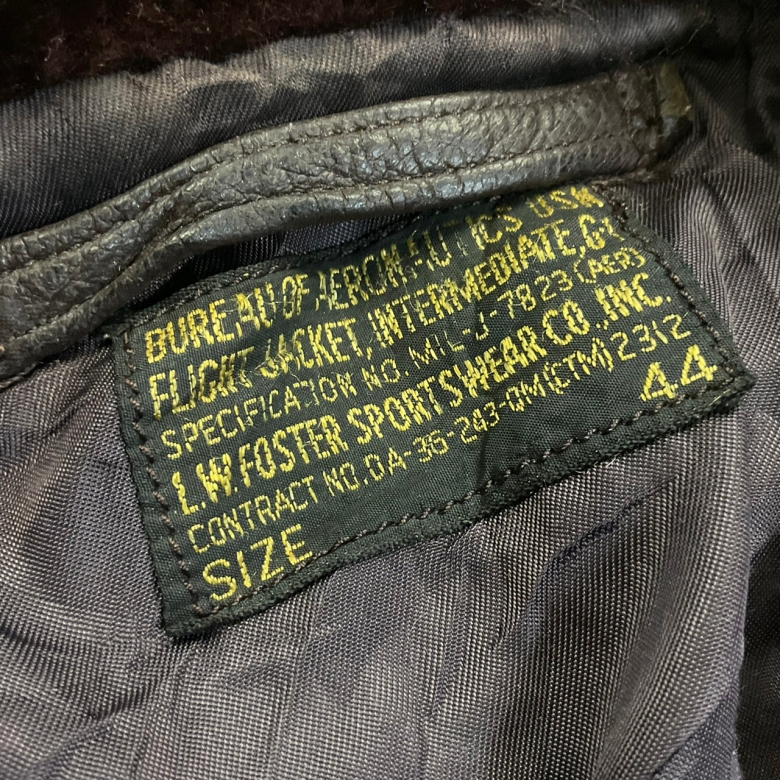 BUREAU OF AERONAUTICS USN
FLIGHT JACKET, INTERMEDIATE, G-1
SPECIFICATION NO. MIL-J-7823 (AER)
L.W. FOSTER SPORTSWEAR CO., INC.
CONTRACT NO. DA-36-243-QM(CTM) 2312
SIZE 44